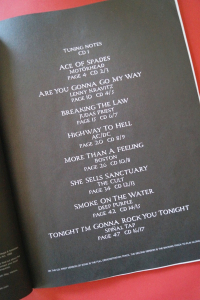 Tuning Notes
CD 1
Ace of Spades
Motörhead
Page 4 CD 2/3
Are You Gonna Go My Way
Lenny Kravitz
Page 10 CD 4/5
Breaking the Law
Judas Priest
Page 17 CD 6/7
Highway to Hell
AC/DC
Page 20 CD 8/9
More Than a Feeling
Boston
Page 26 CD 10/11
She Sells Sanctuary
The Cult
Page 34 CD 12/13
Smoke on the Water
Deep Purple
Page 42 CD 14/15
Tonight I'm Gonna Rock You Tonight
Spinal Tap
Page 47 CD 16/17